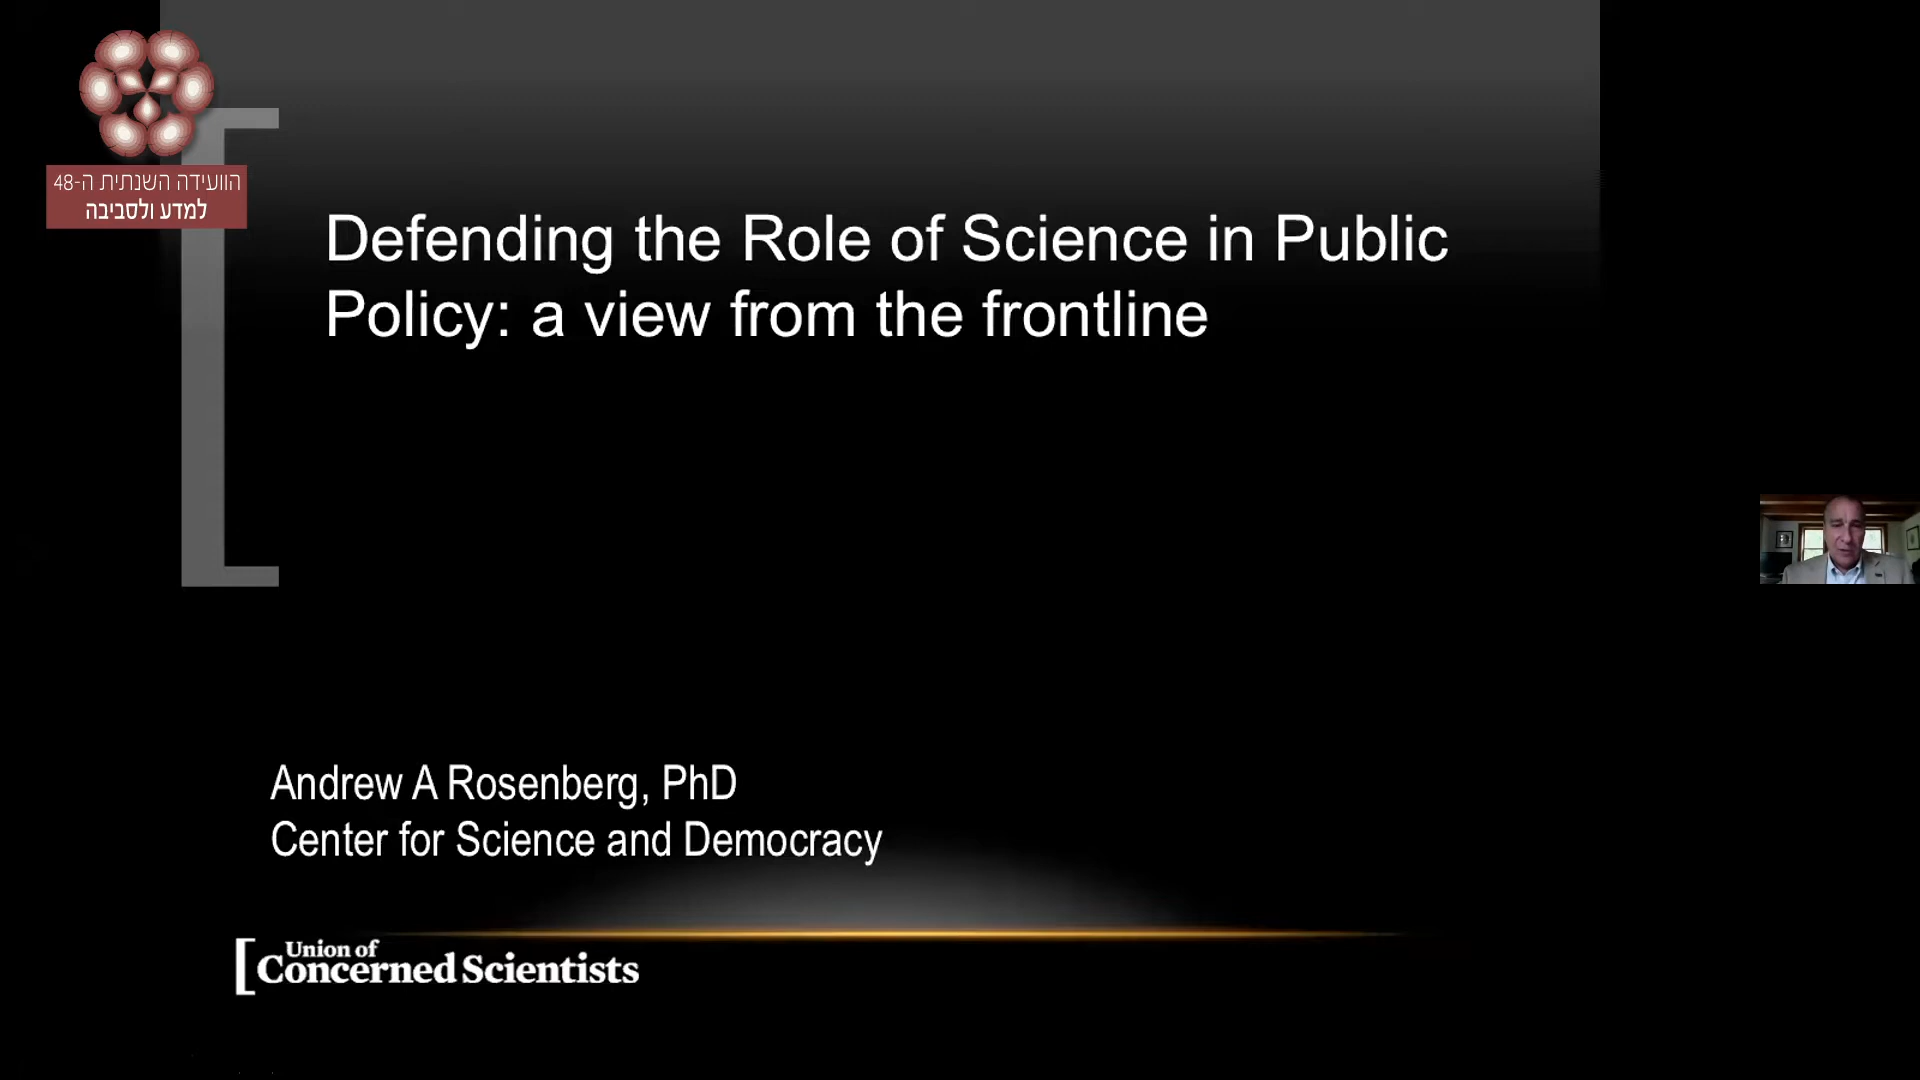 הוועידה השנתית ה-48
למדע ולסביבה
Defending the Role of Science in Public
Policy: a view from the frontline
Andrew A Rosenberg, PhD
Center for Science and Democracy
Union of
Concerned Scientists